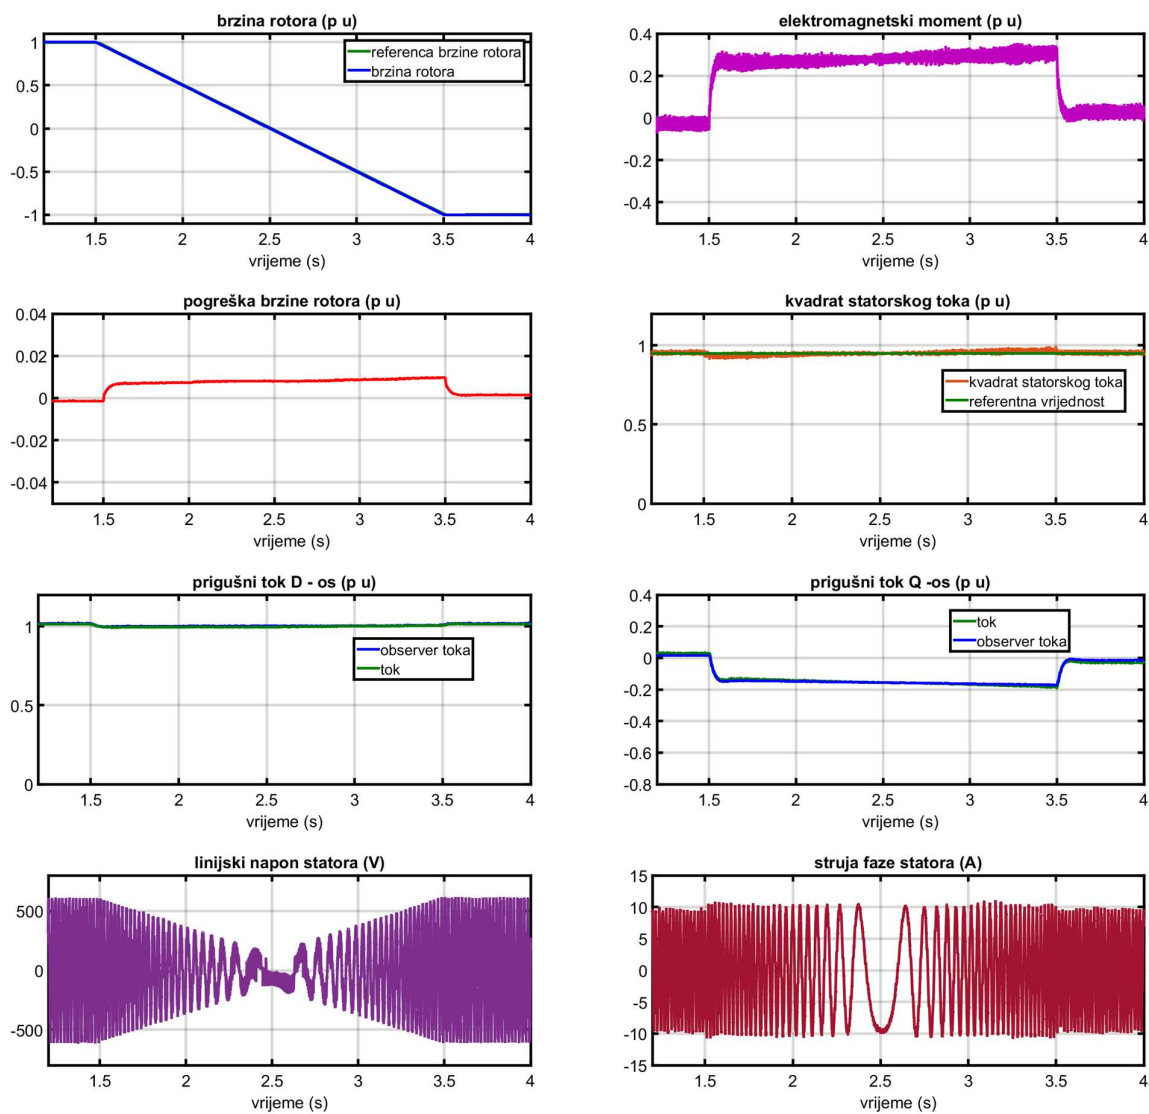 brzina rotora (p u)
1
0.5
0
-0.5
-1
referenca brzine rotora
brzina rotora
1.5 2 2.5 3 3.5 4
vrijeme (s)
elektromagnetski moment (p u)
0.4
0.2
0
-0.2
-0.4
1.5 2 2.5 3 3.5 4
vrijeme (s)
pogreška brzine rotora (p u)
0.04
0.02
0
-0.02
-0.04
1.5 2 2.5 3 3.5 4
vrijeme (s)
kvadrat statorskog toka (p u)
1
0.5
0
kvadrat statorskog toka
referentna vrijednost
1.5 2 2.5 3 3.5 4
vrijeme (s)
prigušni tok D - os (p u)
1
0.5
0
observer toka
tok
1.5 2 2.5 3 3.5 4
vrijeme (s)
prigušni tok Q -os (p u)
0.4
0.2
0
-0.2
-0.4
-0.6
-0.8
tok
observer toka
1.5 2 2.5 3 3.5 4
vrijeme (s)
linijski napon statora (V)
500
0
-500
1.5 2 2.5 3 3.5 4
vrijeme (s)
struja faze statora (A)
15
10
5
0
-5
-10
-15
1.5 2 2.5 3 3.5 4
vrijeme (s)